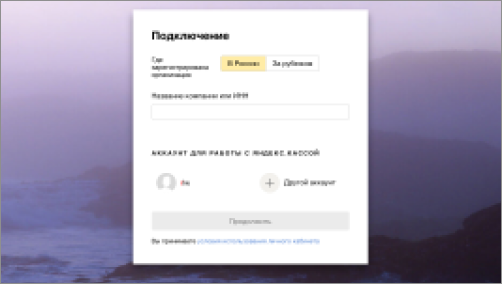 Подключение
Где
зарегистрирована
организация
В России За рубежом
Название компании или ИНН
АККАУНТ ДЛЯ РАБОТЫ С ЯНДЕКС.КАССОЙ
Другой аккаунт
Продолжить
Вы принимаете условия использования личного кабинета